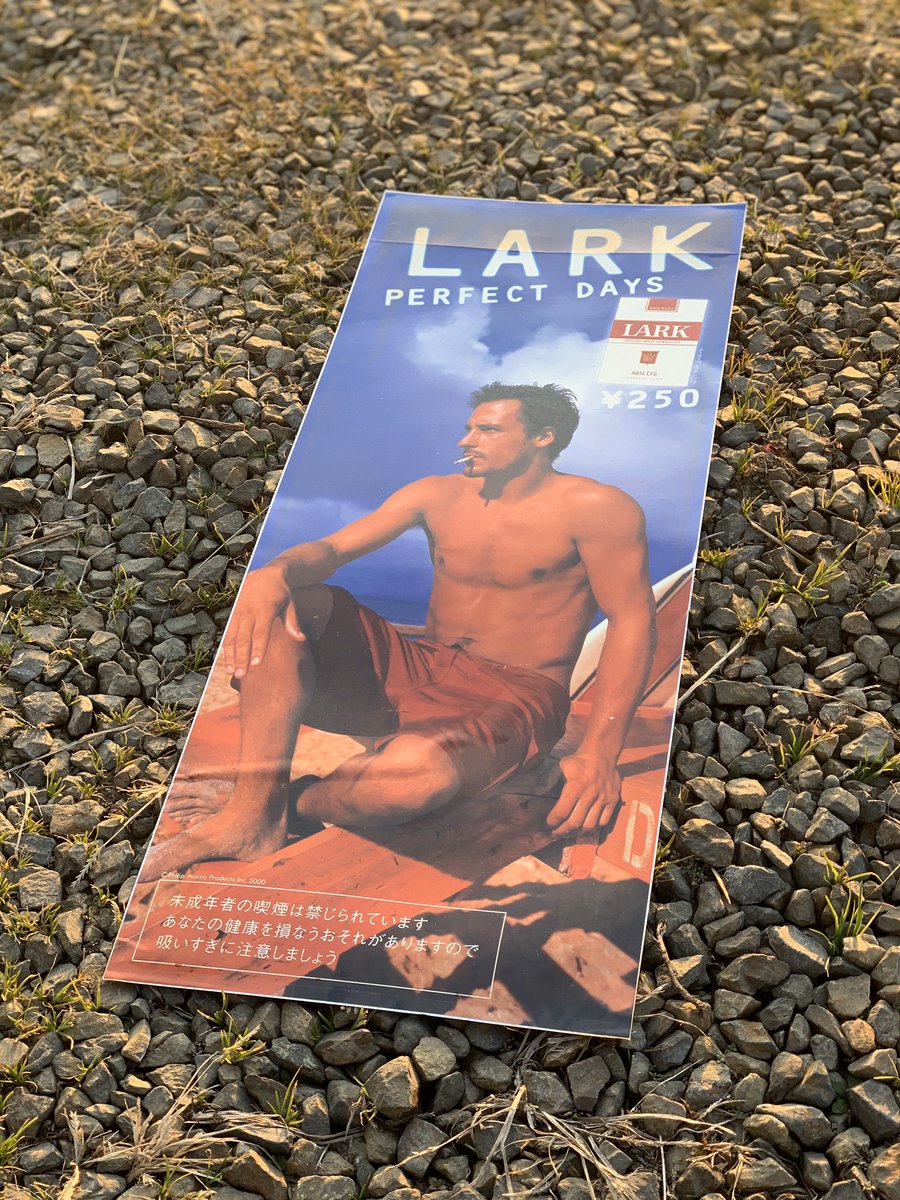 LARK
PERFECT DAYS
LARK
MILDS
¥250
D
©Philip Morris Products Inc. 2000
未成年者の喫煙は禁じられています
あなたの健康を損なうおそれがありますので
吸いすぎに注意しましょう